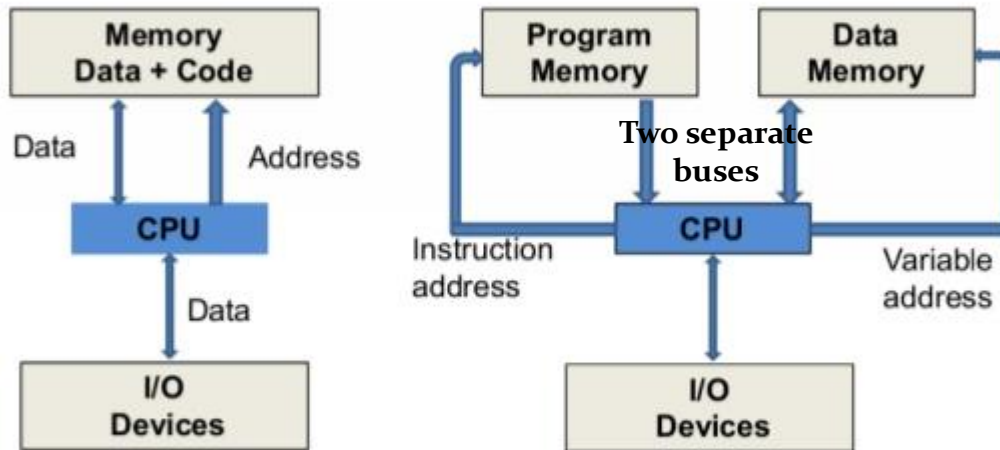 Memory
Data + Code
Data
Address
CPU
Data
I/O
Devices
Program
Memory
Data
Memory
Two separate
buses
CPU
Instruction
address
Variable
address
I/O
Devices